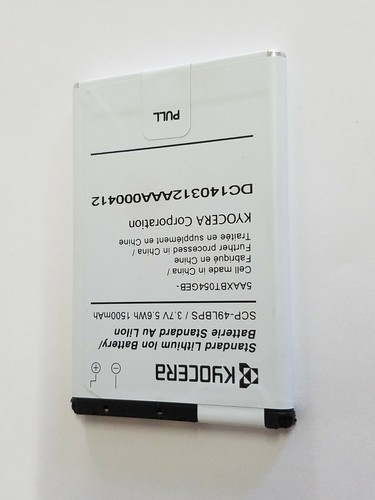 KYOCERA
Standard Lithium Ion Battery/
Batterie Standard Au Liion
SCP-49LBPS / 3.7V 5.6Wh 1500mAh
5AAXBT054GEB-
Cell made in China /
Fabriqué en Chine
Further processed in Chine /
Traitée en supplément en Chine
KYOCERA Corporation
DC140312AAA000412
PULL